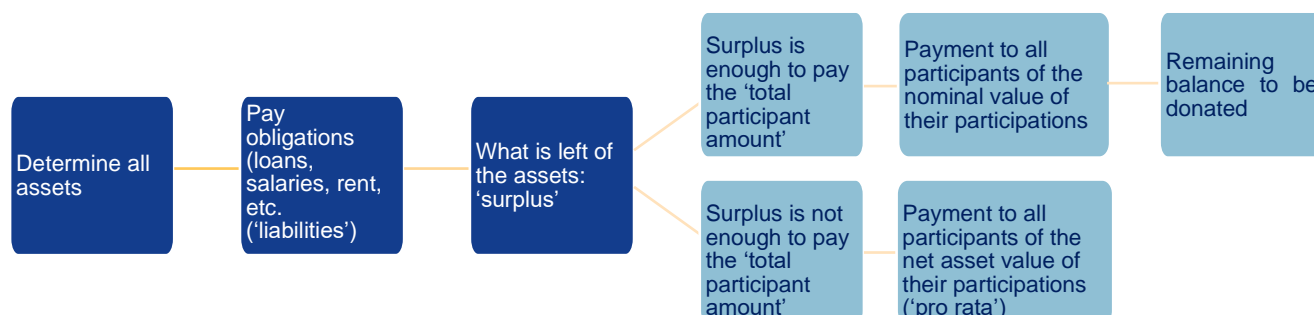 Determine all
assets
Pay
obligations
(loans,
salaries, rent,
etc.
(‘liabilities’)
What is left of
the assets:
‘surplus’
Surplus is
enough to pay
the ‘total
participant
amount’
Payment to all
participants of the
nominal value of
their participations
Remaining
balance to be
donated
Surplus is not
enough to pay
the ‘total
participant
amount’
Payment to all
participants of the
net asset value of
their participations
(‘pro rata’)